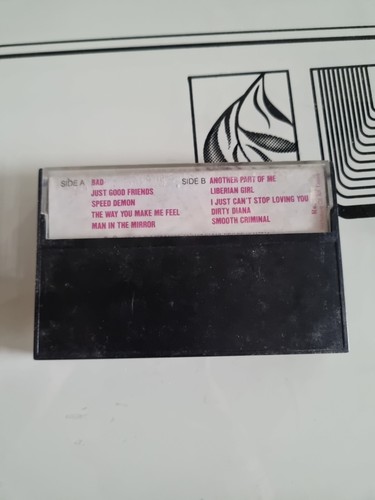 SIDE A BAD
JUST GOOD FRIENDS
SPEED DEMON
THE WAY YOU MAKE ME FEEL
MAN IN THE MIRROR
SIDE B ANOTHER PART OF ME
LIBERIAN GIRL
I JUST CAN'T STOP LOVING YOU
DIRTY DIANA
SMOOTH CRIMINAL